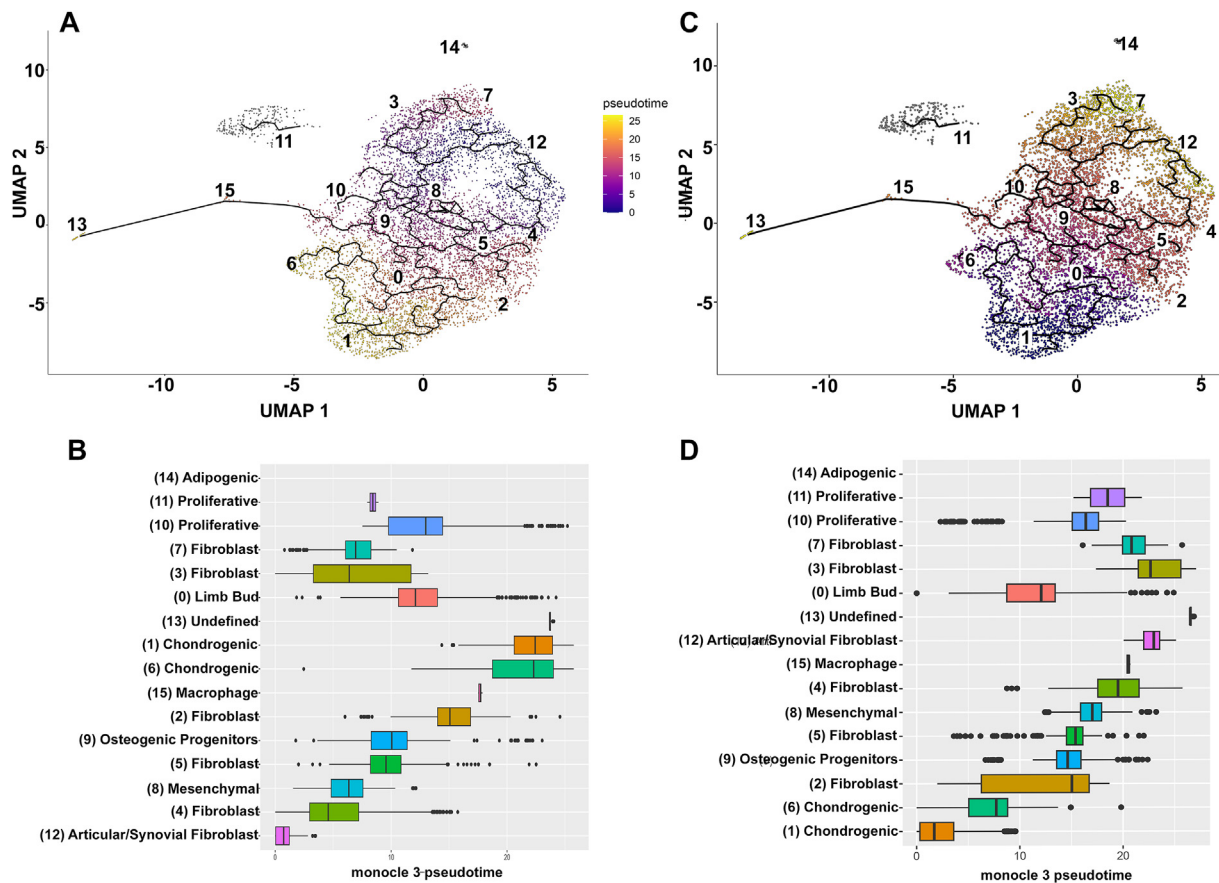 A
14
10
3
7
pseudotime
25
20
15
10
5
0
12
11
5
UMAP 2
15
10
8
13
9
0
5
4
6
0
2
-5
1
-10
-5
0
5
UMAP 1
C
14
10
3
7
12
11
5
UMAP 2
15
10
8
13
9
0
5
4
6
0
2
-5
1
-10
-5
0
5
UMAP 1
B
(14) Adipogenic
(11) Proliferative
(10) Proliferative
(7) Fibroblast
(3) Fibroblast
(0) Limb Bud
(13) Undefined
(1) Chondrogenic
(6) Chondrogenic
(15) Macrophage
(2) Fibroblast
(9) Osteogenic Progenitors
(5) Fibroblast
(8) Mesenchymal
(4) Fibroblast
(12) Articular/Synovial Fibroblast
0
10
20
monocle 3-pseudotime
D
(14) Adipogenic
(11) Proliferative
(10) Proliferative
(7) Fibroblast
(3) Fibroblast
(0) Limb Bud
(13) Undefined
(12) Articular/Synovial Fibroblast
(15) Macrophage
(4) Fibroblast
(8) Mesenchymal
(5) Fibroblast
(9) Osteogenic Progenitors
(2) Fibroblast
(6) Chondrogenic
(1) Chondrogenic
0
10
20
monocle 3 pseudotime